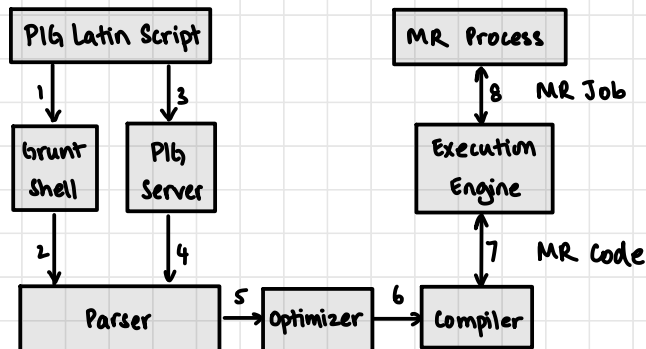 PIG Latin Script
MR Process
1
3
8
MR Job
Grunt
Shell
PIG
Server
Execution
Engine
2
4
7
MR Code
Parser
5
Optimizer
6
Compiler